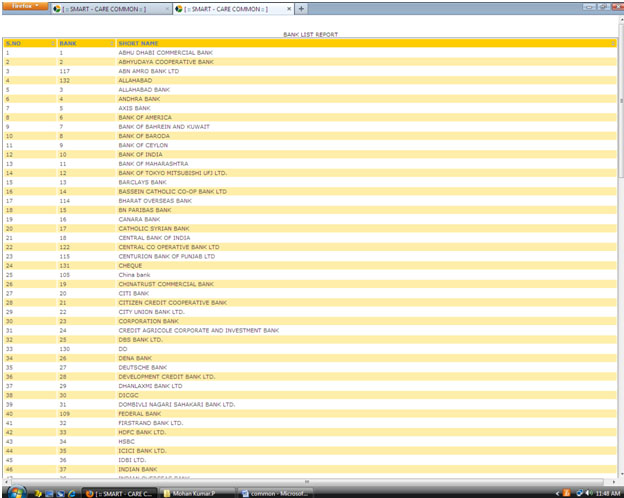 firefox
[ :: SMART - CARE COMMON :: ] × [ :: SMART - CARE COMMON :: ] × +
BANK LIST REPORT
S.NO BANK SHORT NAME
1 1 ABHU DHABI COMMERCIAL BANK
2 2 ABHYUDAYA COOPERATIVE BANK
3 117 ABN AMRO BANK LTD
4 132 ALLAHABAD
5 3 ALLAHABAD BANK
6 4 ANDHRA BANK
7 5 AXIS BANK
8 6 BANK OF AMERICA
9 7 BANK OF BAHREIN AND KUWAIT
10 8 BANK OF BARODA
11 9 BANK OF CEYLON
12 10 BANK OF INDIA
13 11 BANK OF MAHARASHTRA
14 12 BANK OF TOKYO MITSUBISHI UFJ LTD.
15 13 BARCLAYS BANK
16 14 BASSEIN CATHOLIC CO-OP BANK LTD
17 114 BHARAT OVERSEAS BANK
18 15 BN PARIBAS BANK
19 16 CANARA BANK
20 17 CATHOLIC SYRIAN BANK
21 18 CENTRAL BANK OF INDIA
22 122 CENTRAL CO OPERATIVE BANK LTD
23 115 CENTURION BANK OF PUNJAB LTD
24 131 CHEQUE
25 105 China bank
26 19 CHINATRUST COMMERCIAL BANK
27 20 CITI BANK
28 21 CITIZEN CREDIT COOPERATIVE BANK
29 22 CITY UNION BANK LTD.
30 23 CORPORATION BANK
31 24 CREDIT AGRICOLE CORPORATE AND INVESTMENT BANK
32 25 DBS BANK LTD.
33 130 DD
34 26 DENA BANK
35 27 DEUTSCHE BANK
36 28 DEVELOPMENT CREDIT BANK LTD.
37 29 DHANLAXMI BANK LTD
38 30 DICGC
39 31 DOMBIVLI NAGARI SAHAKARI BANK LTD.
40 109 FEDERAL BANK
41 32 FIRSTRAND BANK LTD.
42 33 HDFC BANK LTD.
43 34 HSBC
44 35 ICICI BANK LTD.
45 36 IDBI LTD.
46 37 INDIAN BANK
47 38 INDIAN OVERSEAS BANK
[ :: SMART - CARE C... Mohan Kumar.P common - Microsof... 11:48 AM